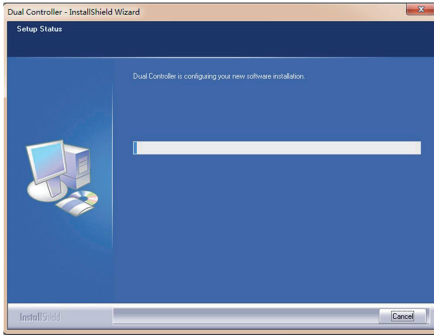 Dual Controller - InstallShield Wizard
Setup Status
Dual Controller is configuring your new software installation.
InstallShield
Cancel